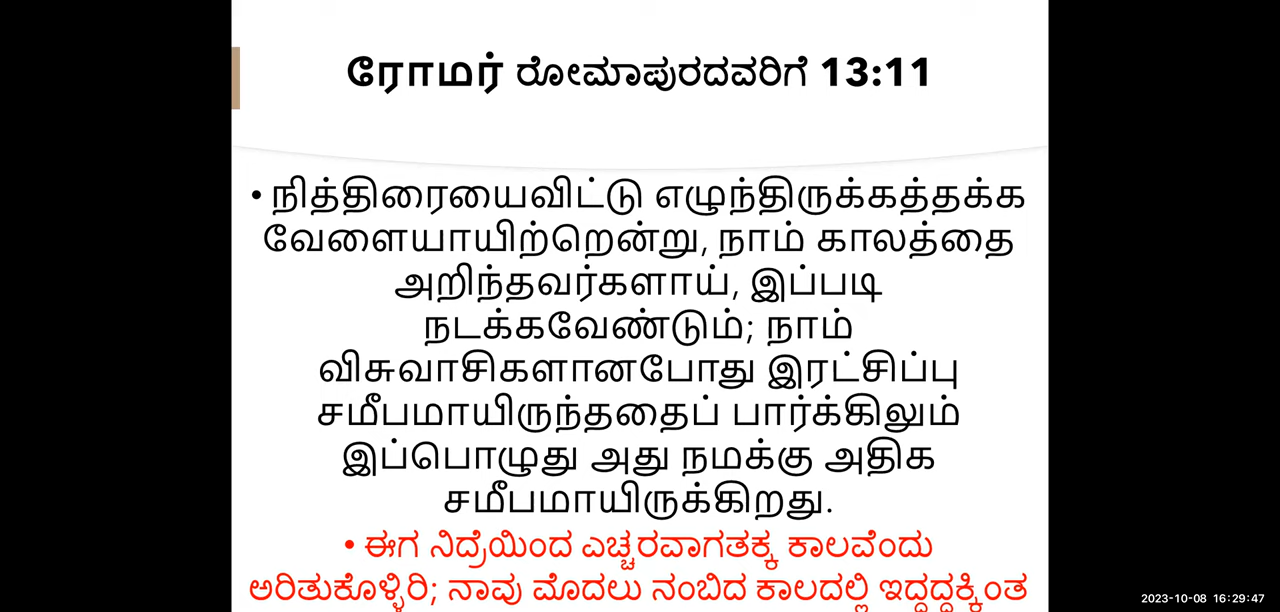 ரோமர் ರೋಮಾಪುರದವರಿಗೆ 13:11
• நித்திரையைவிட்டு எழுந்திருக்கத்தக்க
வேளையாயிற்றென்று, நாம் காலத்தை
அறிந்தவர்களாய், இப்படி
நடக்கவேண்டும்; நாம்
விசுவாசிகளானபோது இரட்சிப்பு
சமீபமாயிருந்ததைப் பார்க்கிலும்
இப்பொழுது அது நமக்கு அதிக
சமீபமாயிருக்கிறது.
• ಈಗ ನಿದ್ರೆಯಿಂದ ಎಚ್ಚರವಾಗತಕ್ಕ ಕಾಲವೆಂದು
ಅರಿತುಕೊಳ್ಳಿರಿ; ನಾವು ಮೊದಲು ನಂಬಿದ ಕಾಲದಲ್ಲಿ ಇದ್ದದ್ದಕ್ಕಿಂತ
2023-10-08 16:29:47